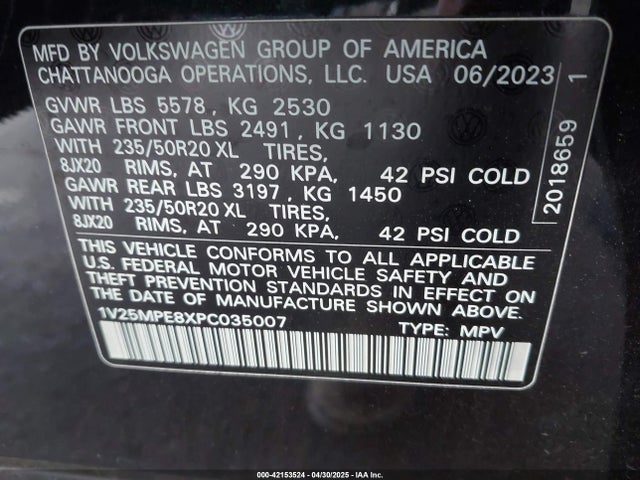 MFD BY VOLKSWAGEN GROUP OF AMERICA
CHATTANOOGA OPERATIONS, LLC. USA 06/2023
GVWR LBS 5578, KG 2530
GAWR FRONT LBS 2491, KG 1130
WITH 235/50R20 XL TIRES,
8JX20 RIMS, AT 290 KPA, 42 PSI COLD
GAWR REAR LBS 3197, KG 1450
WITH 235/50R20 XL TIRES,
8JX20 RIMS, AT 290 KPA, 42 PSI COLD
THIS VEHICLE CONFORMS TO ALL APPLICABLE
U.S. FEDERAL MOTOR VEHICLE SAFETY AND
THEFT PREVENTION STANDARDS IN EFFECT ON
THE DATE OF MANUFACTURE SHOWN ABOVE.
1V25MPE8XPC035007 TYPE: MPV
2018659 1
000-42153524 - 04/30/2025 - IAA Inc.